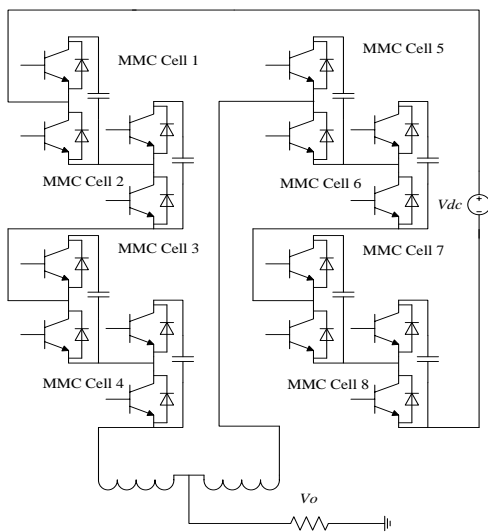 MMC Cell 1
MMC Cell 2
MMC Cell 3
MMC Cell 4
MMC Cell 5
MMC Cell 6
MMC Cell 7
MMC Cell 8
Vdc
+
−
Vo